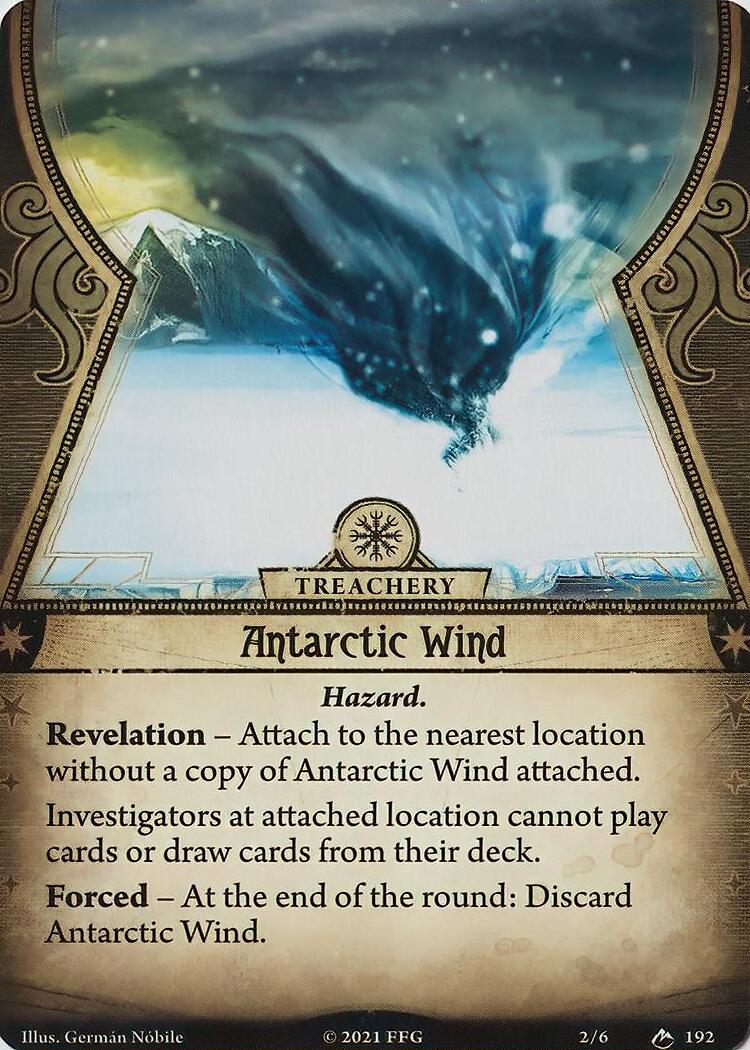 TREACHERY
Antarctic Wind
Hazard.
Revelation – Attach to the nearest location
without a copy of Antarctic Wind attached.
Investigators at attached location cannot play
cards or draw cards from their deck.
Forced – At the end of the round: Discard
Antarctic Wind.
Illus. Germán Nóbile © 2021 FFG 2/6 192